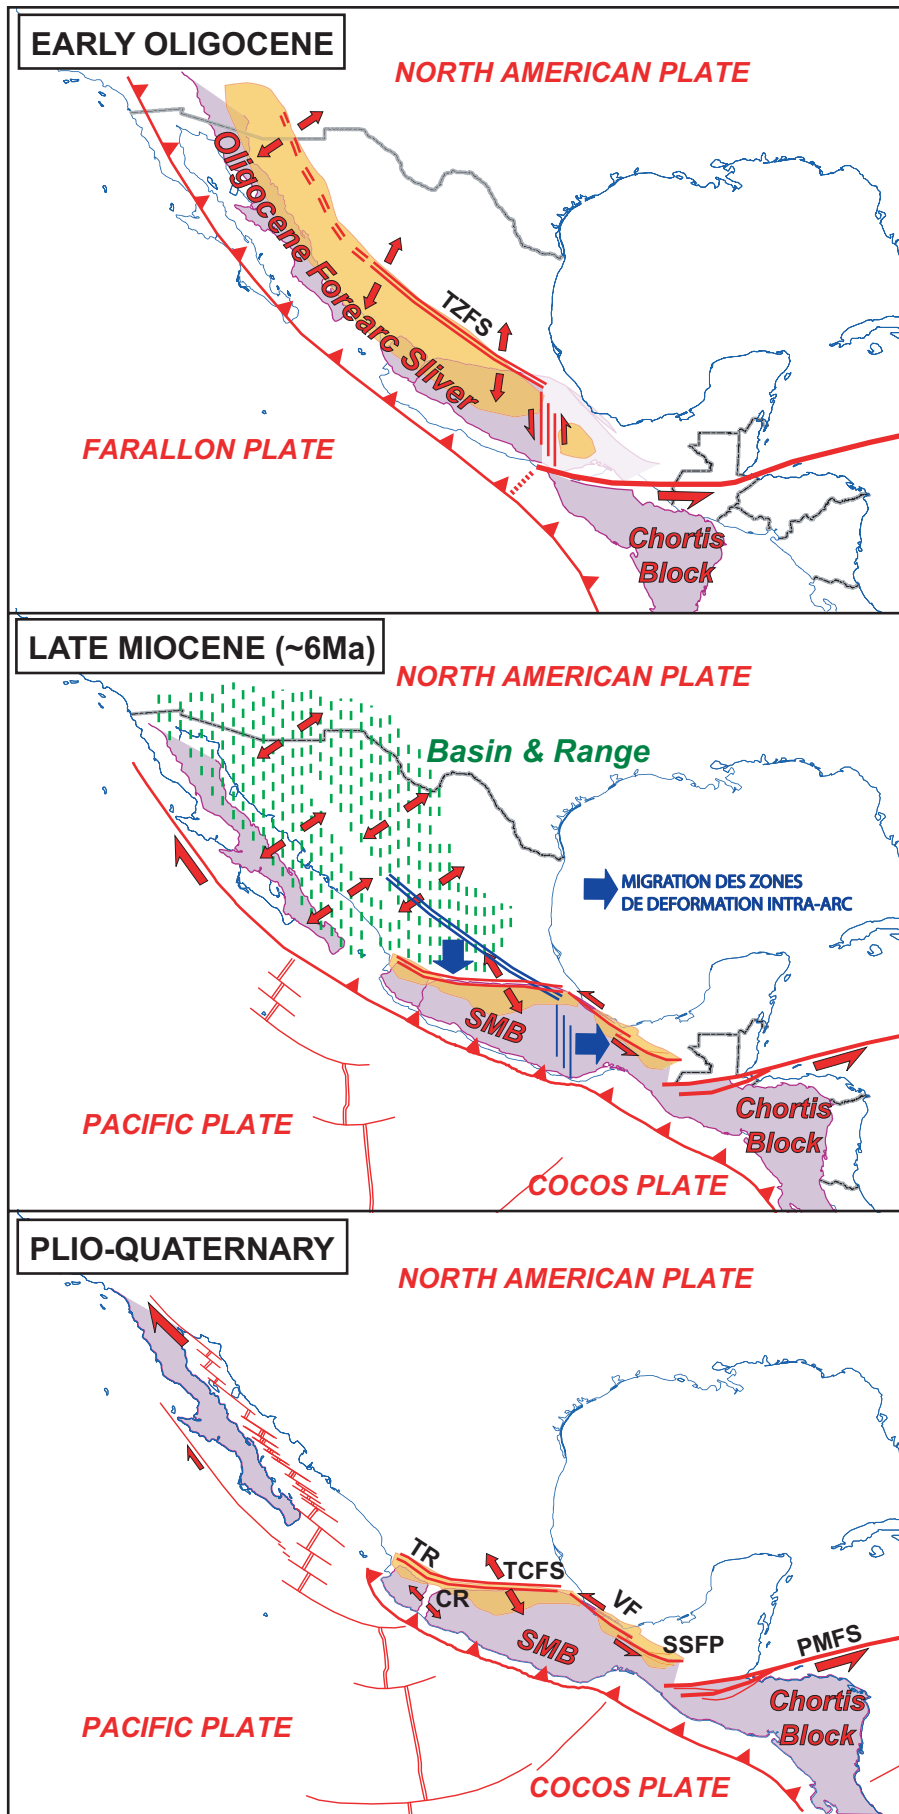 EARLY OLIGOCENE
NORTH AMERICAN PLATE
Oligocene Forearc Sliver
TZFS
FARALLON PLATE
Chortis
Block
LATE MIOCENE (~6Ma)
NORTH AMERICAN PLATE
Basin & Range
MIGRATION DES ZONES
DE DEFORMATION INTRA-ARC
SMB
PACIFIC PLATE
Chortis
Block
COCOS PLATE
PLIO-QUATERNARY
NORTH AMERICAN PLATE
TR
TCFS
CR
VF
SMB
SSFP
PMFS
Chortis
Block
PACIFIC PLATE
COCOS PLATE